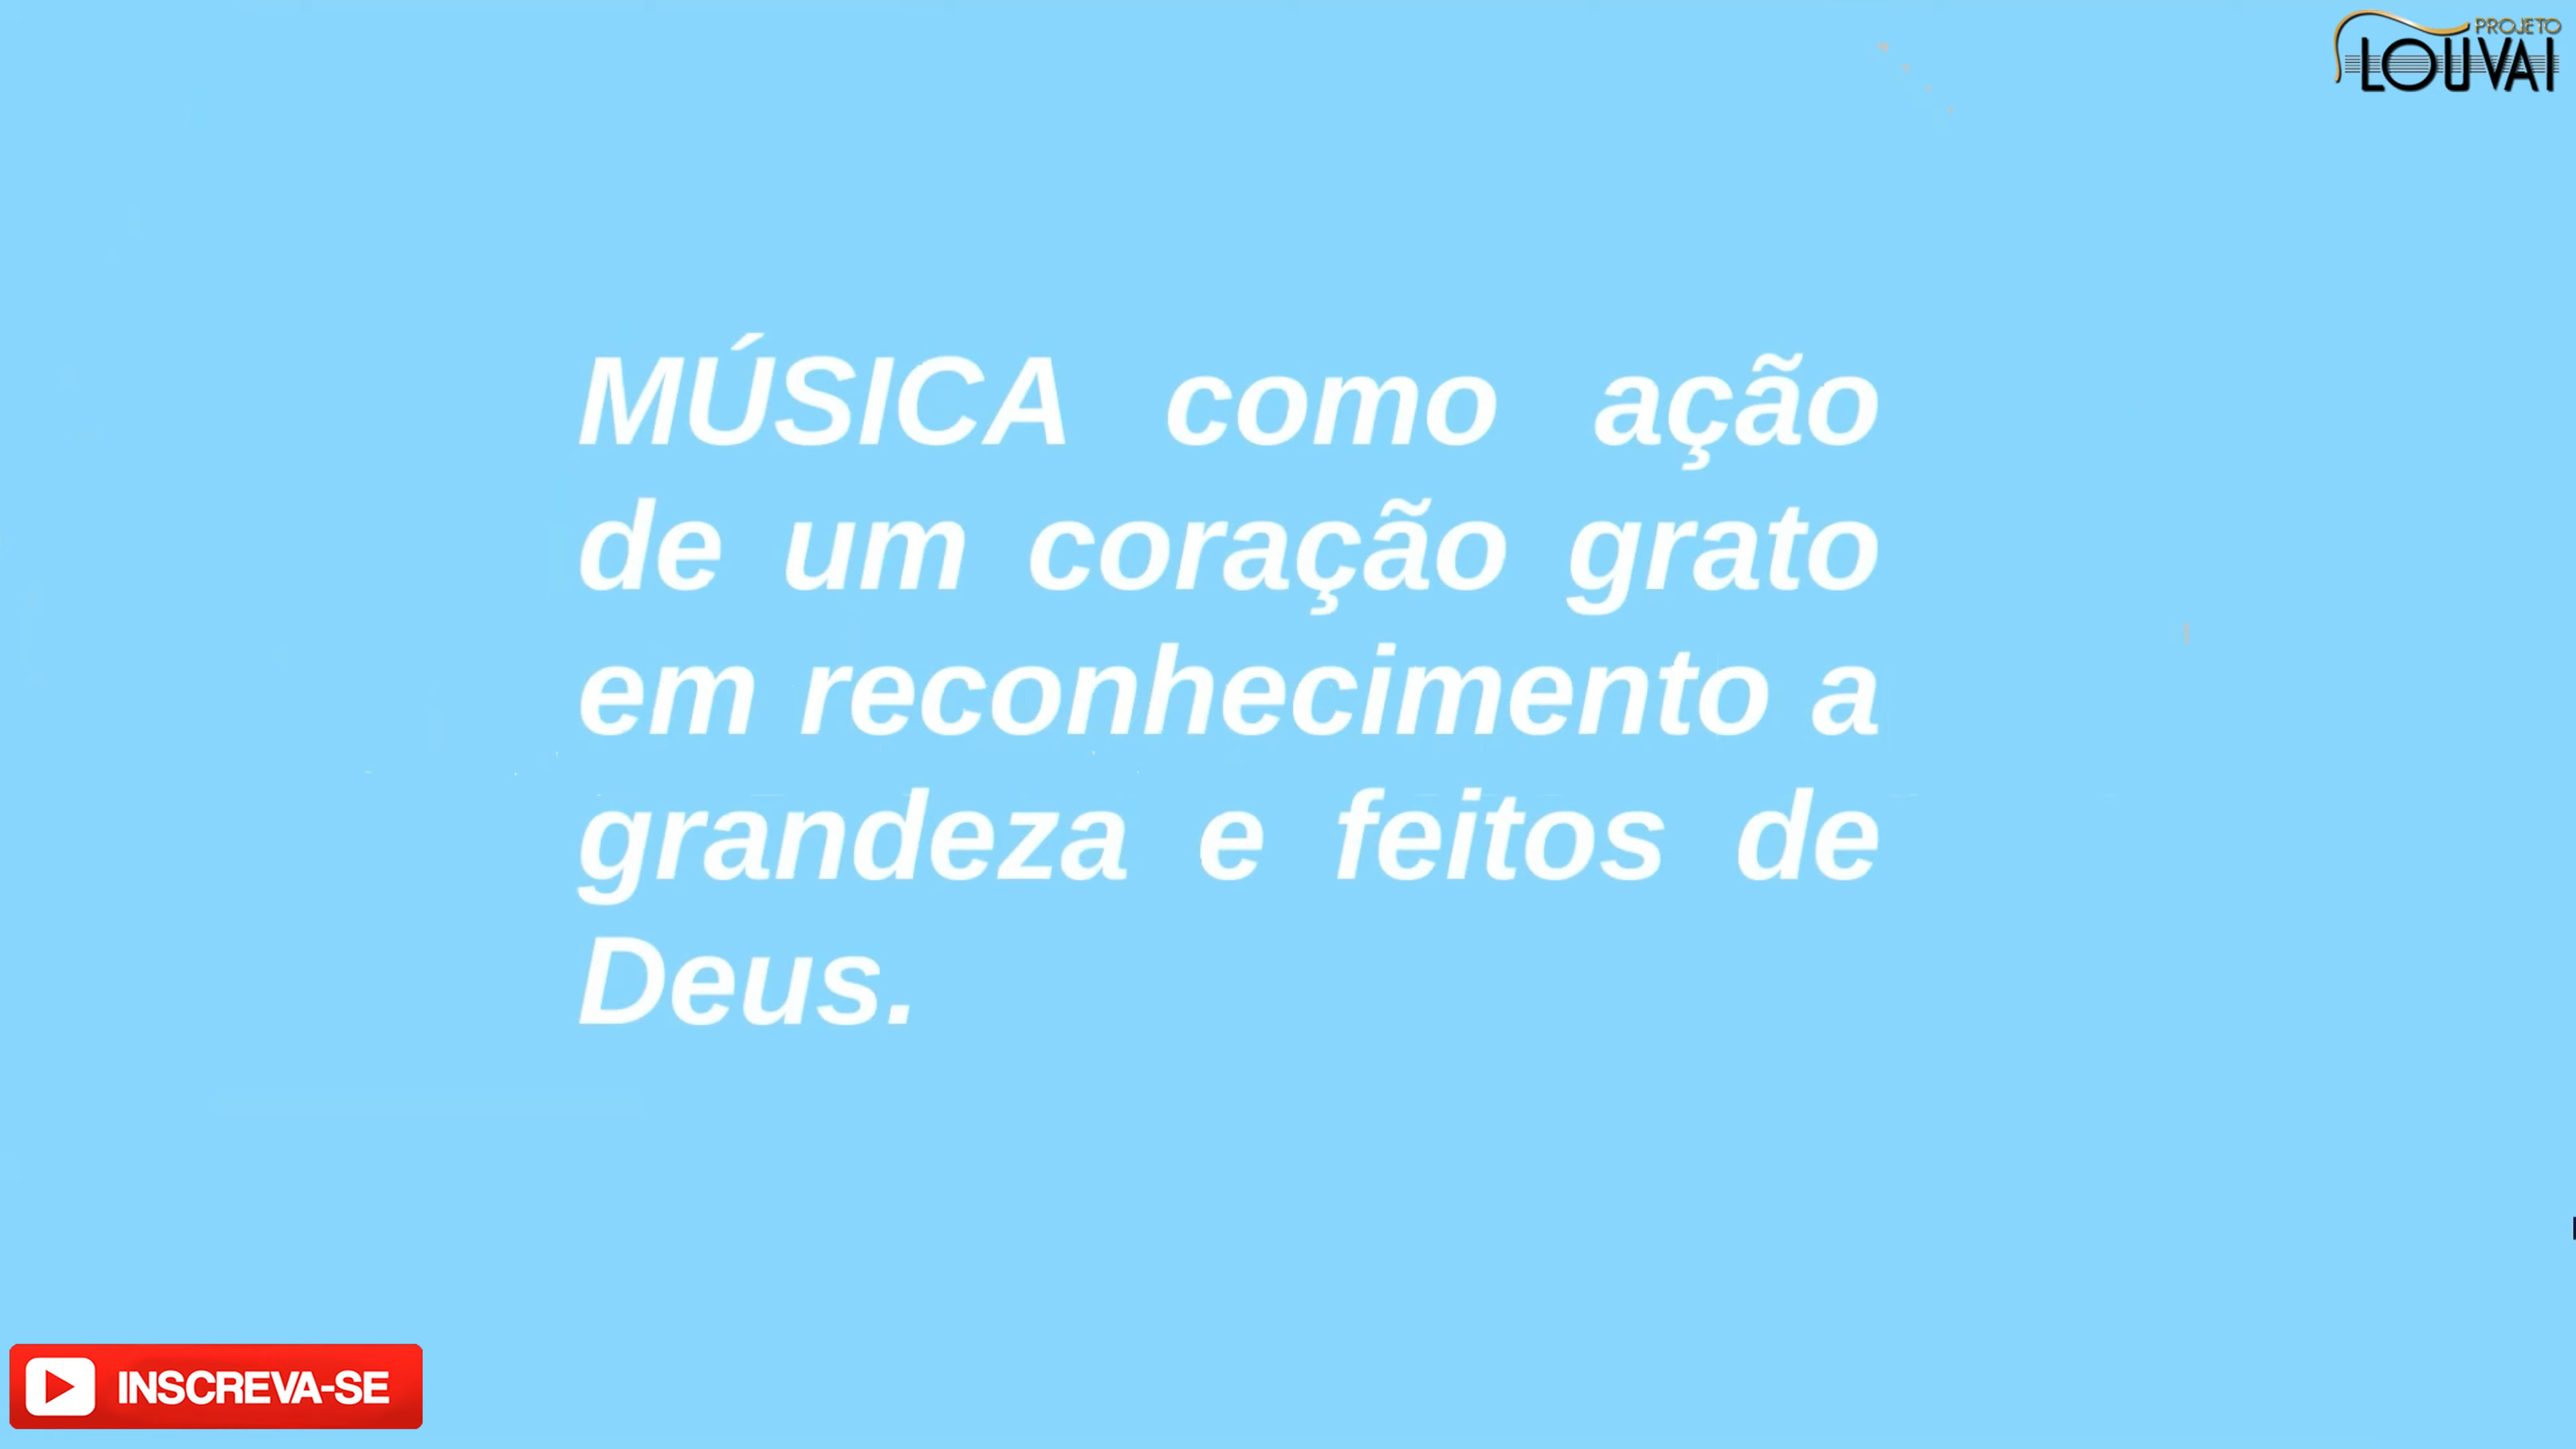 PROJETO
LOUVAI
MÚSICA como ação
de um coração grato
em reconhecimento a
grandeza e feitos de
Deus.
INSCREVA-SE